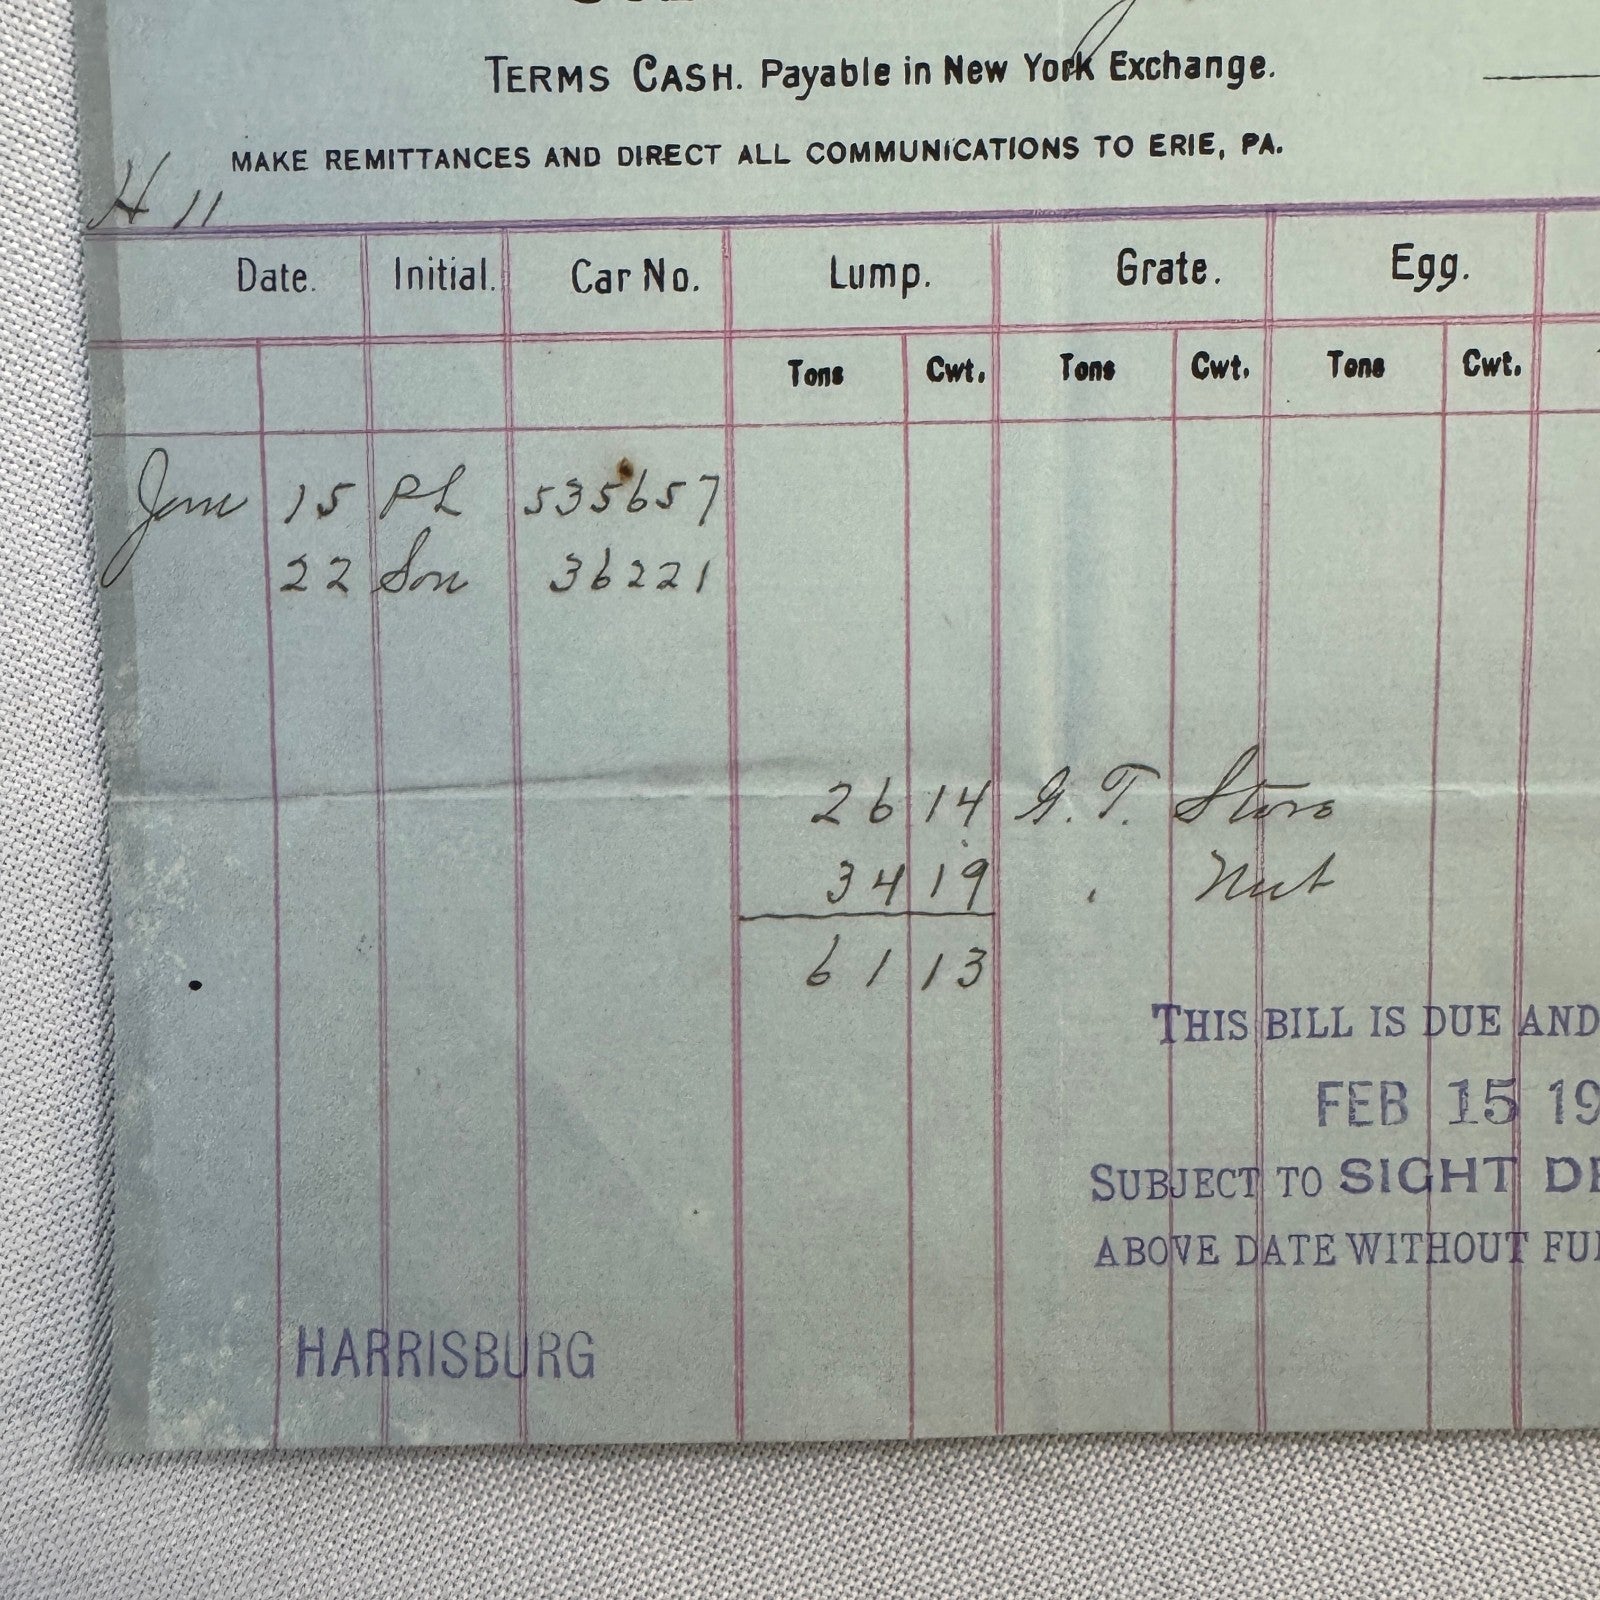 TERMS CASH. Payable in New York Exchange.
MAKE REMITTANCES AND DIRECT ALL COMMUNICATIONS TO ERIE, PA.
H 11
Date. Initial. Car No. Lump. Grate. Egg.
Tons Cwt. Tons Cwt. Tons Cwt.
Jan 15 PL 535657
22 Son 36221
26 14 G.T. Stove
34 19 Nut
61 13
THIS BILL IS DUE AND
FEB 15 19
SUBJECT TO SIGHT
ABOVE DATE WITHOUT
HARRISBURG